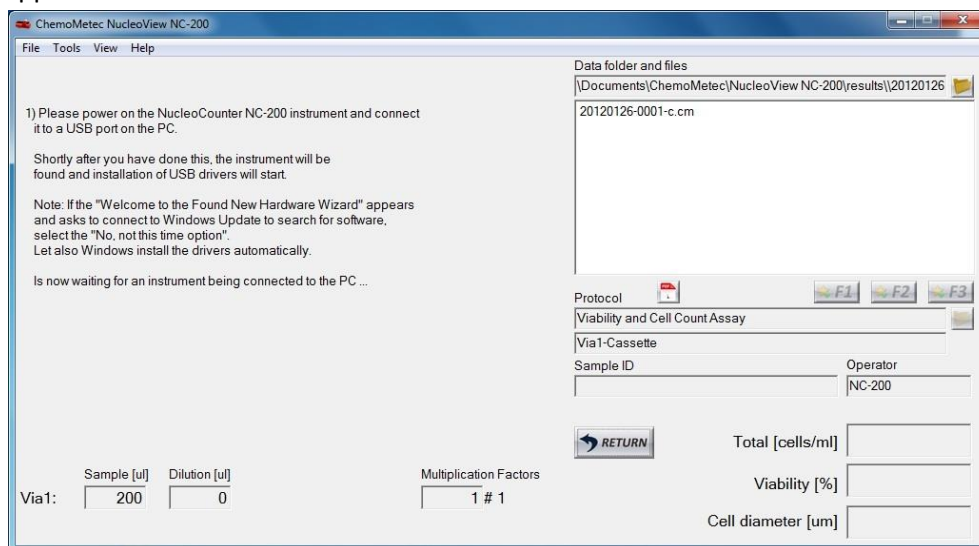 ChemoMetec NucleoView NC-200
File Tools View Help
1) Please power on the NucleoCounter NC-200 instrument and connect
it to a USB port on the PC.
Shortly after you have done this, the instrument will be
found and installation of USB drivers will start.
Note: If the "Welcome to the Found New Hardware Wizard" appears
and asks to connect to Windows Update to search for software,
select the "No, not this time option".
Let also Windows install the drivers automatically.
Is now waiting for an instrument being connected to the PC ...
Data folder and files
\Documents\ChemoMetec\NucleoView NC-200\results\\20120126
20120126-0001-c.cm
Protocol
F1 F2 F3
Viability and Cell Count Assay
Via1-Cassette
Sample ID Operator
NC-200
RETURN Total [cells/ml]
Viability [%]
Cell diameter [um]
Sample [ul] Dilution [ul] Multiplication Factors
Via1: 200 0 1 # 1